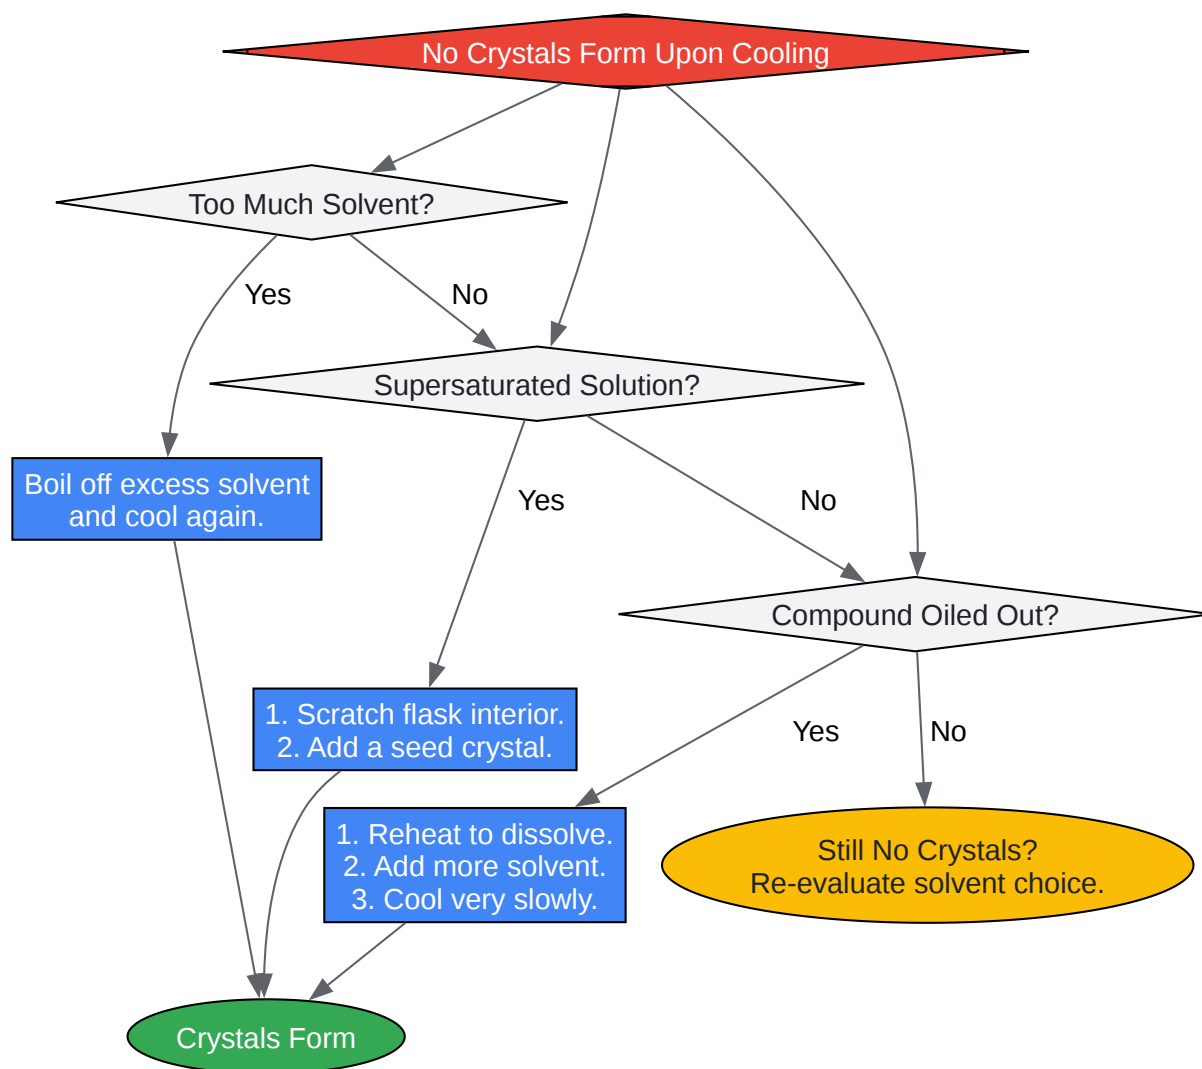 No Crystals Form Upon Cooling
Too Much Solvent?
Yes
No
Supersaturated Solution?
Boil off excess solvent
and cool again.
Yes
No
Compound Oiled Out?
1. Scratch flask interior.
2. Add a seed crystal.
Yes
No
1. Reheat to dissolve.
2. Add more solvent.
3. Cool very slowly.
Still No Crystals?
Re-evaluate solvent choice.
Crystals Form